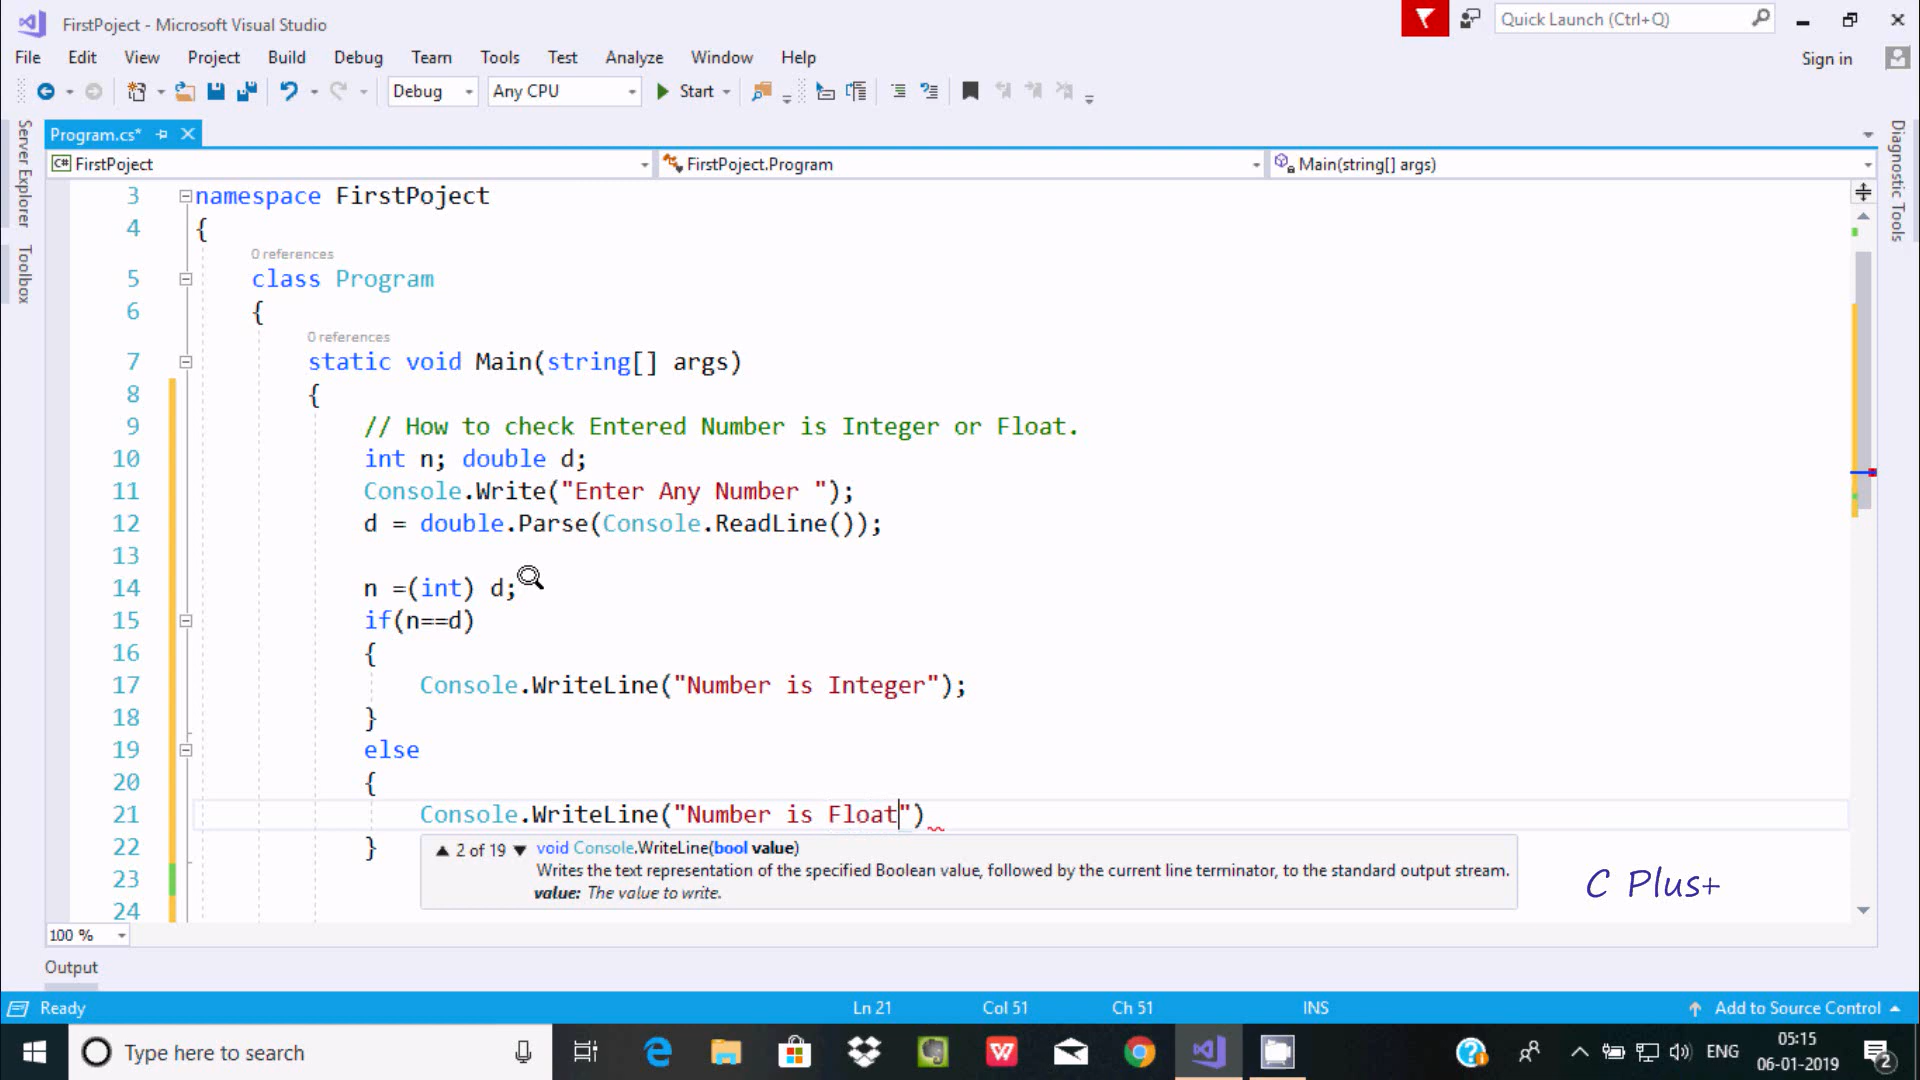 FirstPoject - Microsoft Visual Studio
Quick Launch (Ctrl+Q)
File Edit View Project Build Debug Team Tools Test Analyze Window Help
Sign in
Debug Any CPU Start
Server Explorer
Toolbox
Diagnostic Tools
Program.cs*
C# FirstPoject FirstPoject.Program Main(string[] args)
3 namespace FirstPoject
4 {
0 references
5 class Program
6 {
0 references
7 static void Main(string[] args)
8 {
9 // How to check Entered Number is Integer or Float.
10 int n; double d;
11 Console.Write("Enter Any Number ");
12 d = double.Parse(Console.ReadLine());
13
14 n =(int) d;
15 if(n==d)
16 {
17 Console.WriteLine("Number is Integer");
18 }
19 else
20 {
21 Console.WriteLine("Number is Float")
22 }
2 of 19 void Console.WriteLine(bool value)
Writes the text representation of the specified Boolean value, followed by the current line terminator, to the standard output stream.
value: The value to write.
23
24
C Plus+
100 %
Output
Ready Ln 21 Col 51 Ch 51 INS Add to Source Control
Type here to search
ENG
05:15
06-01-2019
2